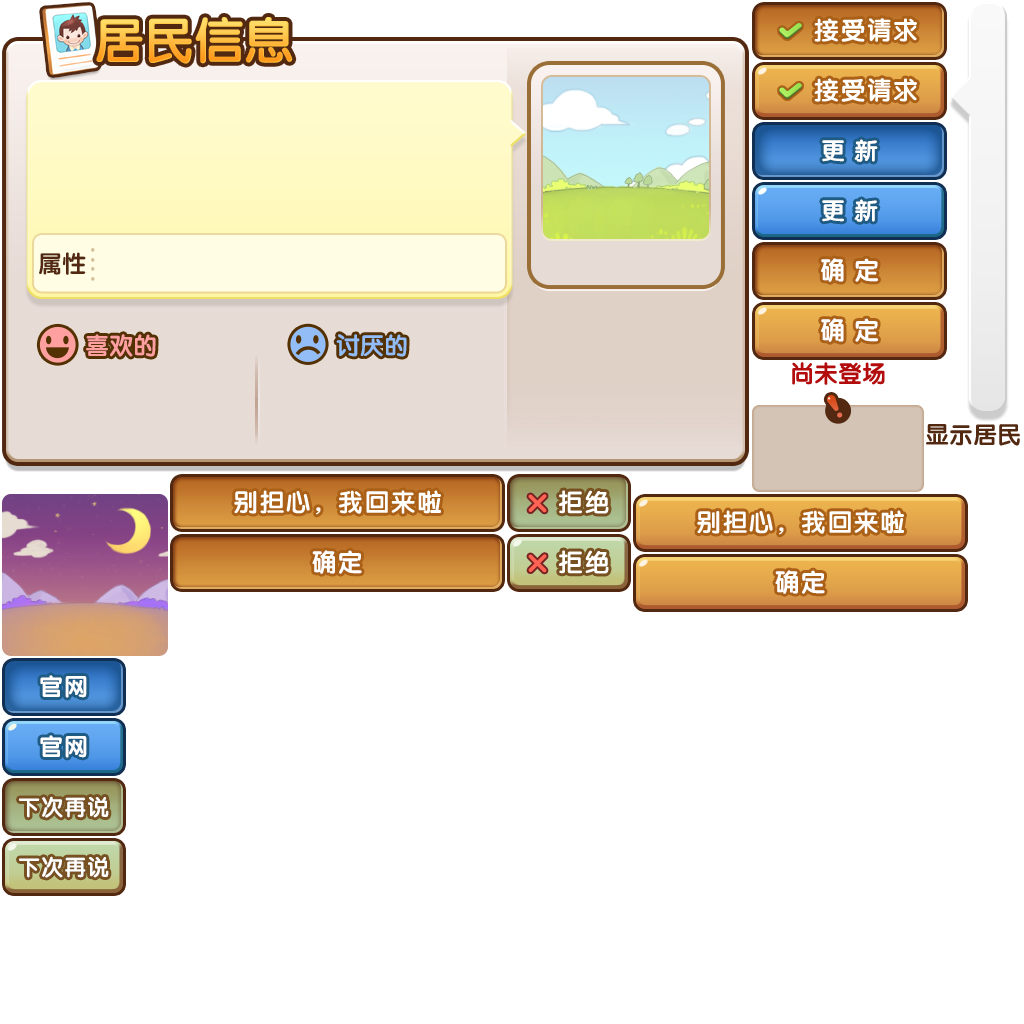 居民信息
属性
喜欢的
讨厌的
接受请求
接受请求
更 新
更 新
确 定
确 定
尚未登场
显示居民
别担心，我回来啦
确定
拒绝
拒绝
别担心，我回来啦
确定
官网
官网
下次再说
下次再说